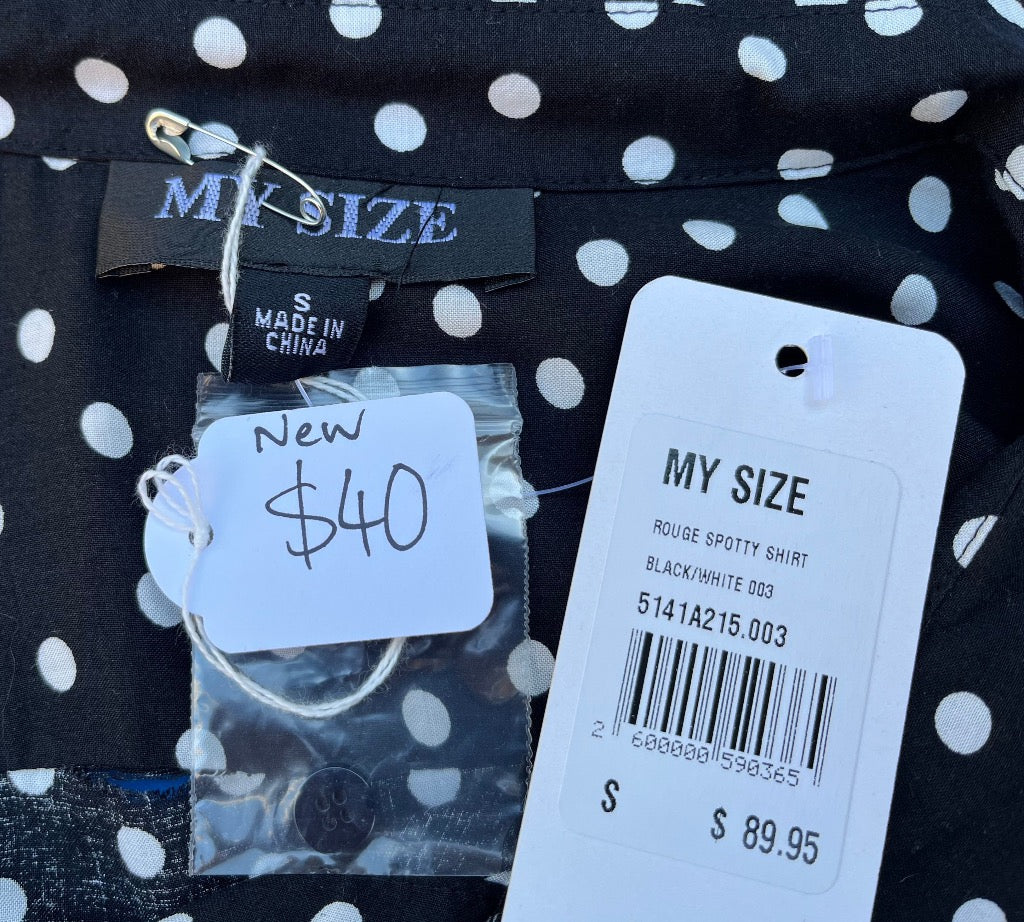 MY SIZE
S
MADE IN
CHINA
New
$40
MY SIZE
ROUGE SPOTTY SHIRT
BLACK/WHITE 003
5141A215.003
2 600000 590365
S
$ 89.95